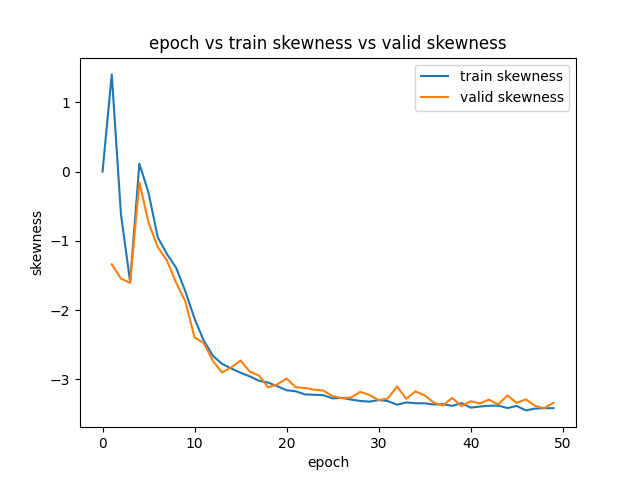 epoch vs train skewness vs valid skewness
train skewness
valid skewness
1
0
−1
−2
−3
skewness
0
10
20
30
40
50
epoch